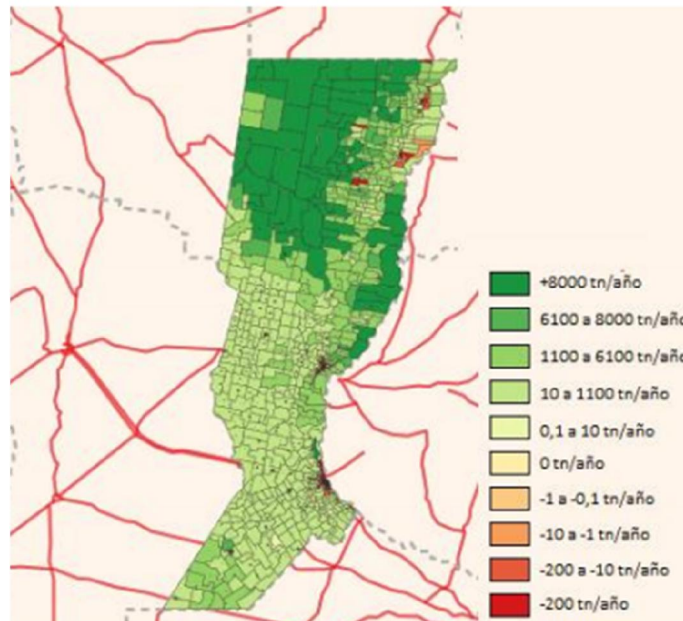 +8000 tn/año
6100 a 8000 tn/año
1100 a 6100 tn/año
10 a 1100 tn/año
0,1 a 10 tn/año
0 tn/año
-1 a -0,1 tn/año
-10 a -1 tn/año
-200 a -10 tn/año
-200 tn/año